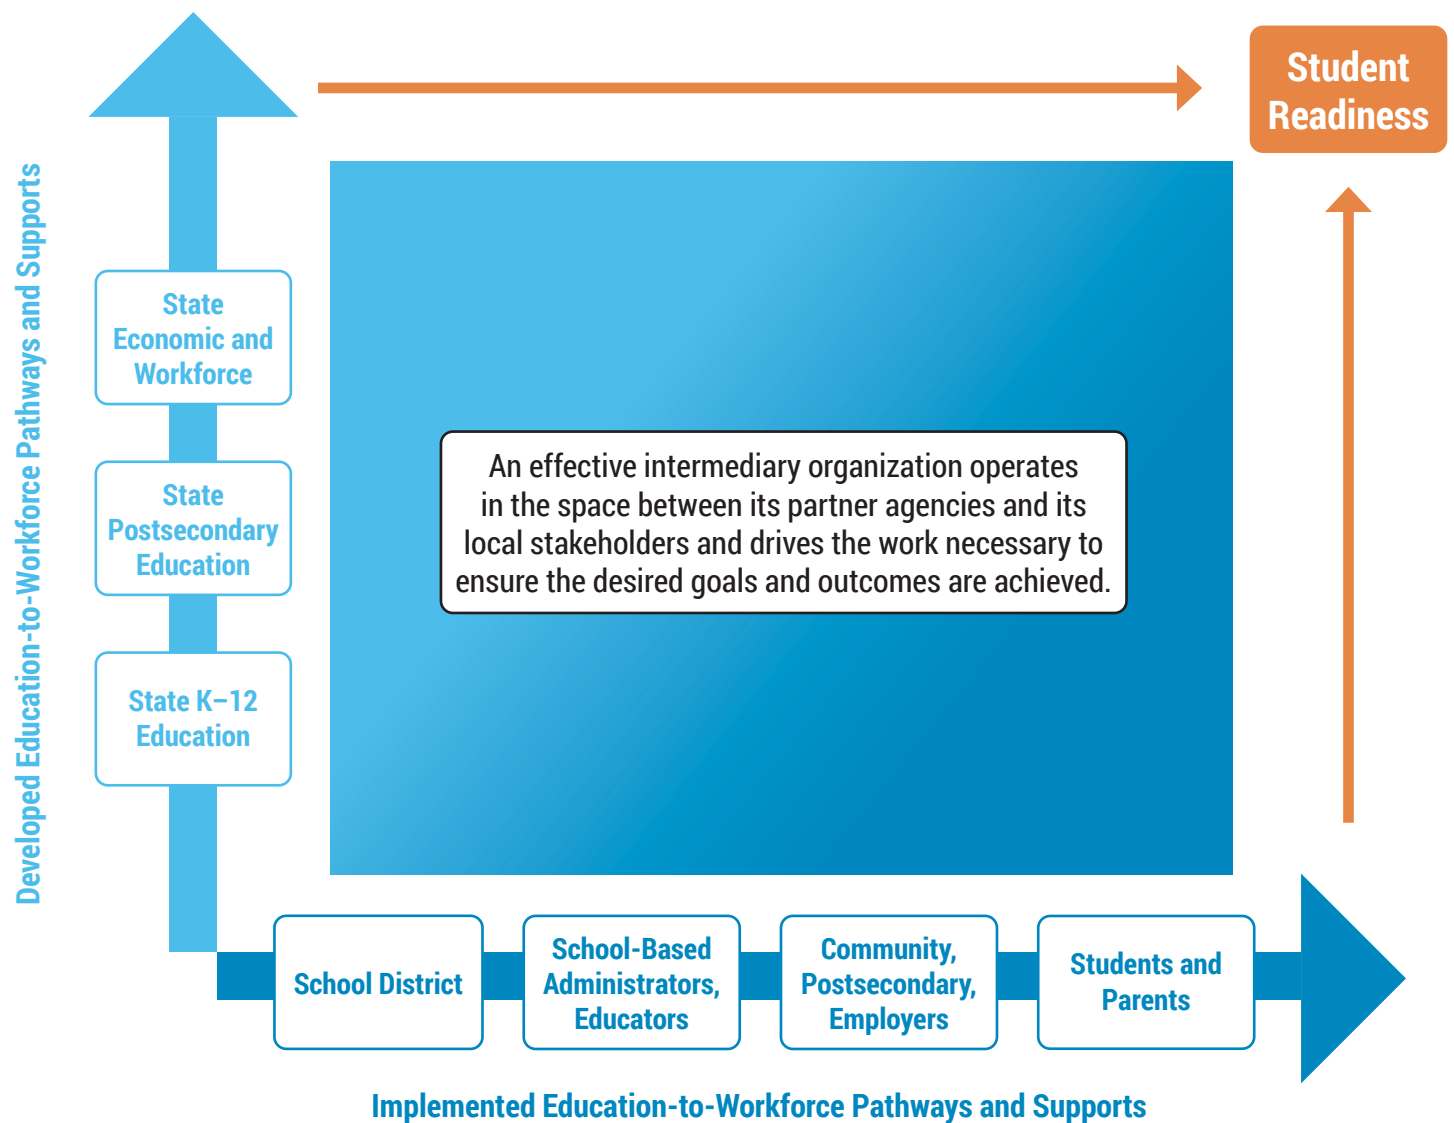 Student
Readiness
Developed Education-to-Workforce Pathways and Supports
State
Economic and
Workforce
State
Postsecondary
Education
State K–12
Education
An effective intermediary organization operates
in the space between its partner agencies and its
local stakeholders and drives the work necessary to
ensure the desired goals and outcomes are achieved.
School District
School-Based
Administrators,
Educators
Community,
Postsecondary,
Employers
Students and
Parents
Implemented Education-to-Workforce Pathways and Supports